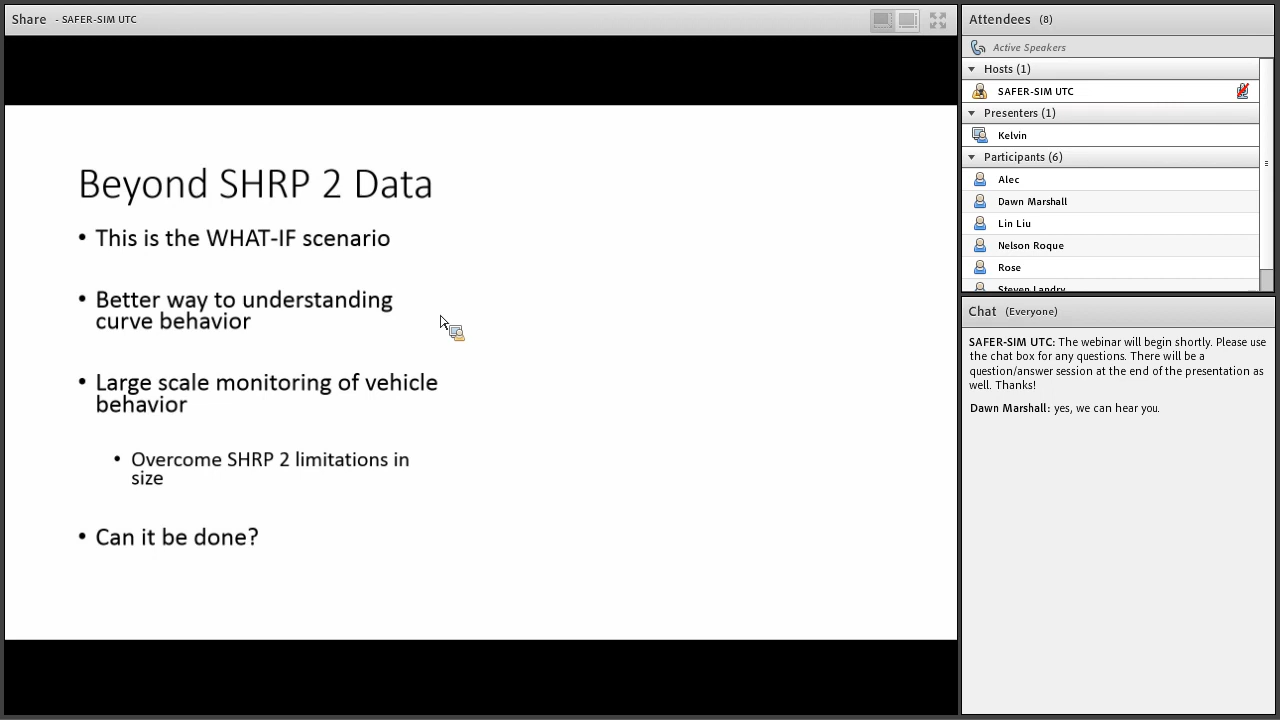 Share - SAFER-SIM UTC
Beyond SHRP 2 Data
• This is the WHAT-IF scenario
• Better way to understanding
curve behavior
• Large scale monitoring of vehicle
behavior
• Overcome SHRP 2 limitations in
size
• Can it be done?
Attendees (8)
Active Speakers
Hosts (1)
SAFER-SIM UTC
Presenters (1)
Kelvin
Participants (6)
Alec
Dawn Marshall
Lin Liu
Nelson Roque
Rose
Steven Landry
Chat (Everyone)
SAFER-SIM UTC: The webinar will begin shortly. Please use
the chat box for any questions. There will be a
question/answer session at the end of the presentation as
well. Thanks!
Dawn Marshall: yes, we can hear you.